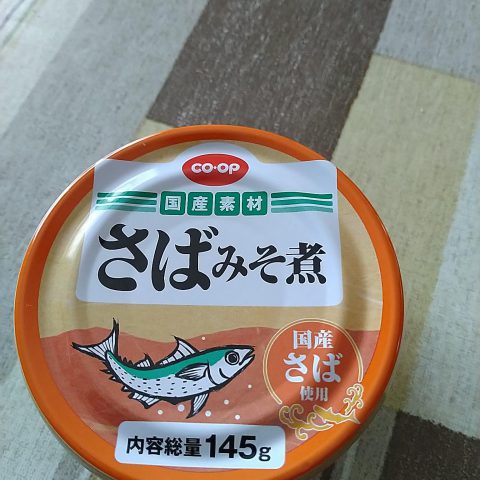 CO·OP
国産素材
さばみそ煮
国産
さば
使用
内容総量145g